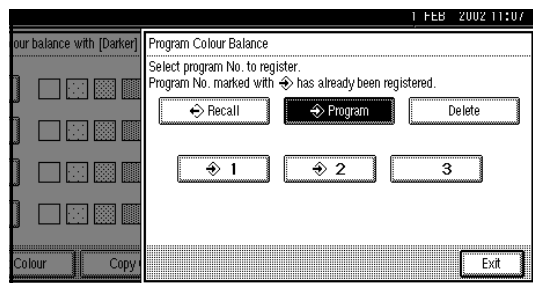 1 FEB 2002 11:07
our balance with [Darker]
Program Colour Balance
Select program No. to register.
Program No. marked with has already been registered.
Recall
Program
Delete
1
2
3
Colour
Copy
Exit